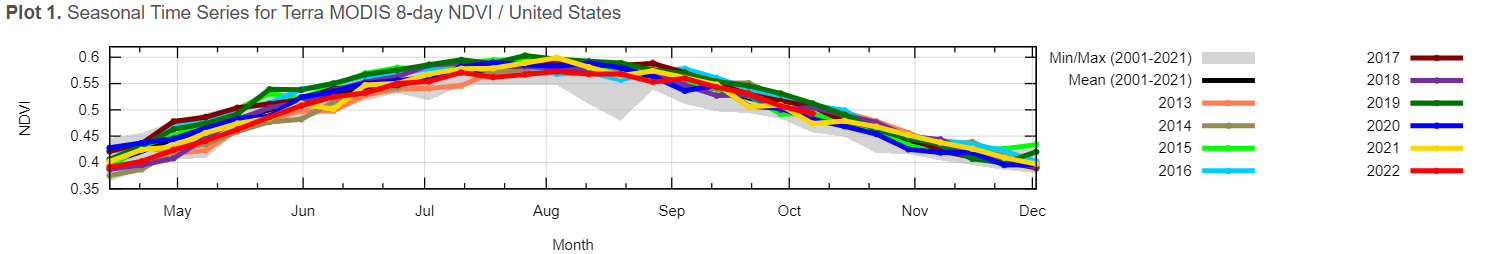 Plot 1. Seasonal Time Series for Terra MODIS 8-day NDVI / United States
NDVI
0.6
0.55
0.5
0.45
0.4
0.35
May Jun Jul Aug Sep Oct Nov Dec
Month
Min/Max (2001-2021)
Mean (2001-2021)
2013
2014
2015
2016
2017
2018
2019
2020
2021
2022